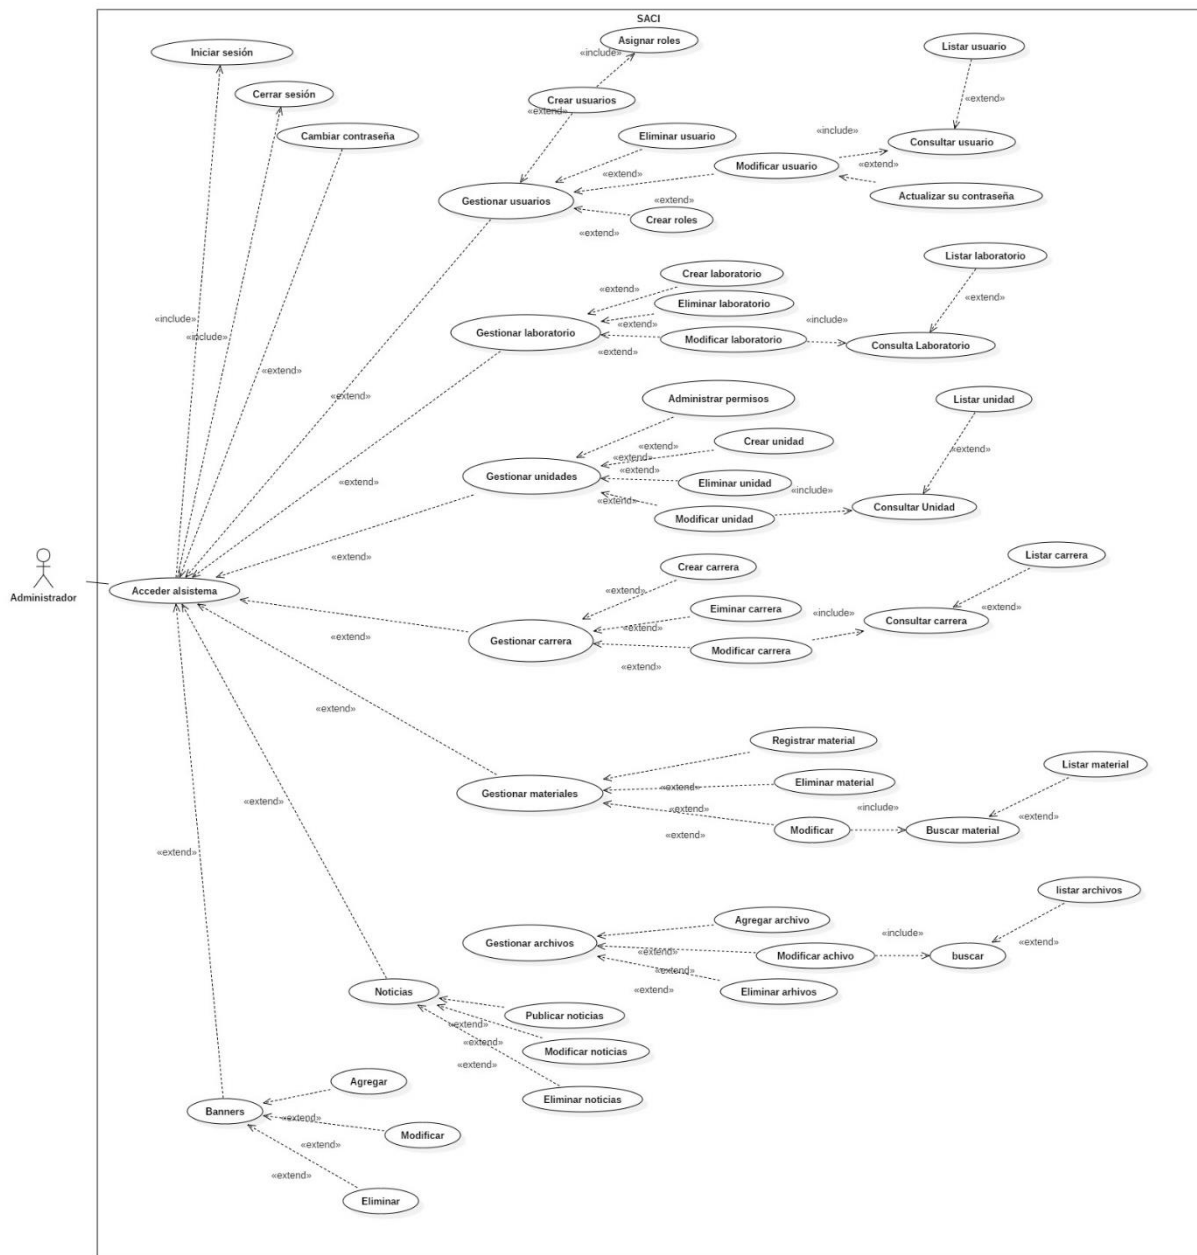 SACI
Iniciar sesión
Asignar roles
«include»
Listar usuario
Cerrar sesión
Crear usuarios
«extend»
«extend»
Cambiar contraseña
Eliminar usuario
«include»
Consultar usuario
Modificar usuario
«extend»
«extend»
Gestionar usuarios
«extend»
Actualizar su contraseña
Crear roles
«extend»
Listar laboratorio
Crear laboratorio
«extend»
Eliminar laboratorio
«extend»
«include»
«extend»
«include»
Gestionar laboratorio
«include»
Modificar laboratorio
«extend»
Consulta Laboratorio
«extend»
«extend»
Administrar permisos
Listar unidad
«extend»
Crear unidad
«extend»
«extend»
«extend»
Gestionar unidades
«extend»
Eliminar unidad
«include»
«extend»
Consultar Unidad
Modificar unidad
«extend»
Listar carrera
Crear carrera
Administrador
Acceder alsistema
«extend»
Eiminar carrera
«include»
«extend»
Consultar carrera
«extend»
«extend»
Gestionar carrera
Modificar carrera
«extend»
«extend»
Registrar material
Listar material
«extend»
Eliminar material
Gestionar materiales
«extend»
«extend»
«include»
«extend»
Modificar
Buscar material
«extend»
«extend»
listar archivos
Agregar archivo
«include»
Gestionar archivos
«extend»
Modificar achivo
buscar
«extend»
«extend»
«extend»
Eliminar arhivos
Noticias
Publicar noticias
«extend»
«extend»
Modificar noticias
«extend»
Agregar
Eliminar noticias
Banners
«extend»
Modificar
«extend»
«extend»
Eliminar